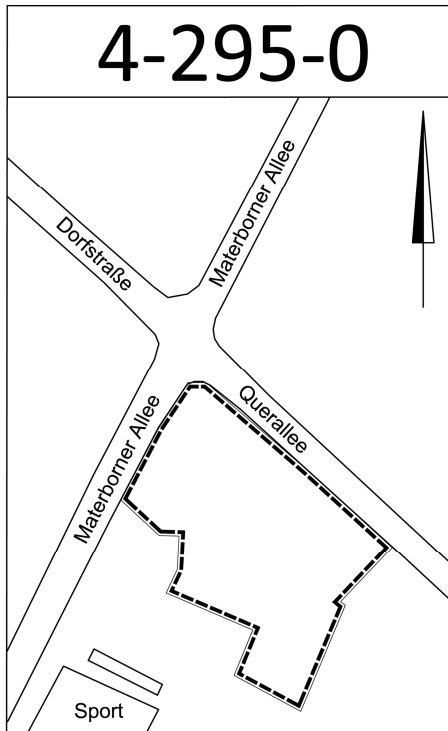 4-295-0
Materborner Allee
Dorfstraße
Querallee
Materborner Allee
Sport